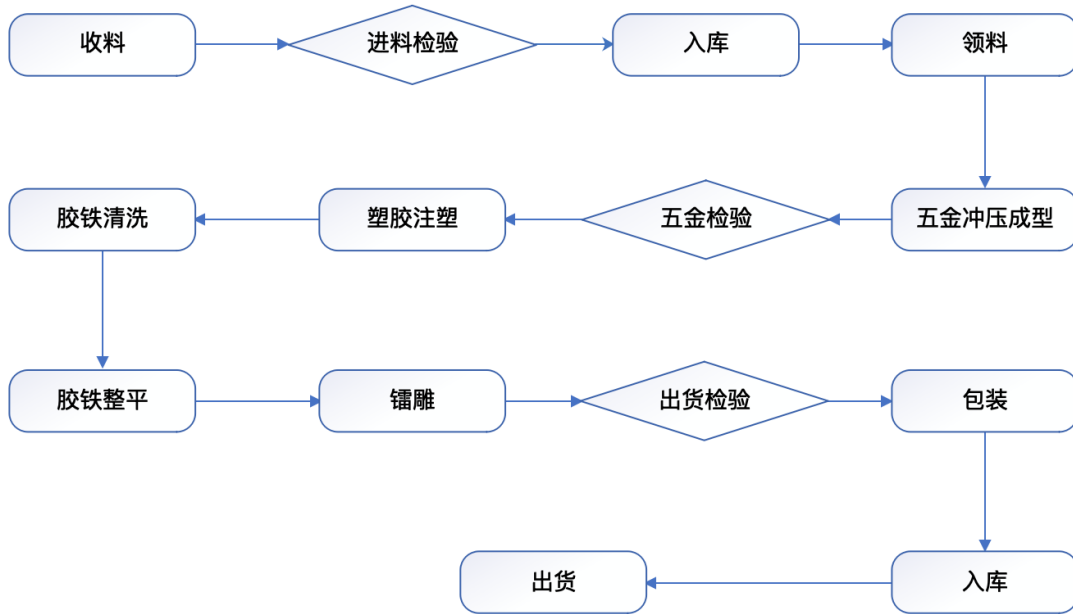 收料
进料检验
入库
领料
五金冲压成型
五金检验
塑胶注塑
胶铁清洗
胶铁整平
镭雕
出货检验
包装
入库
出货